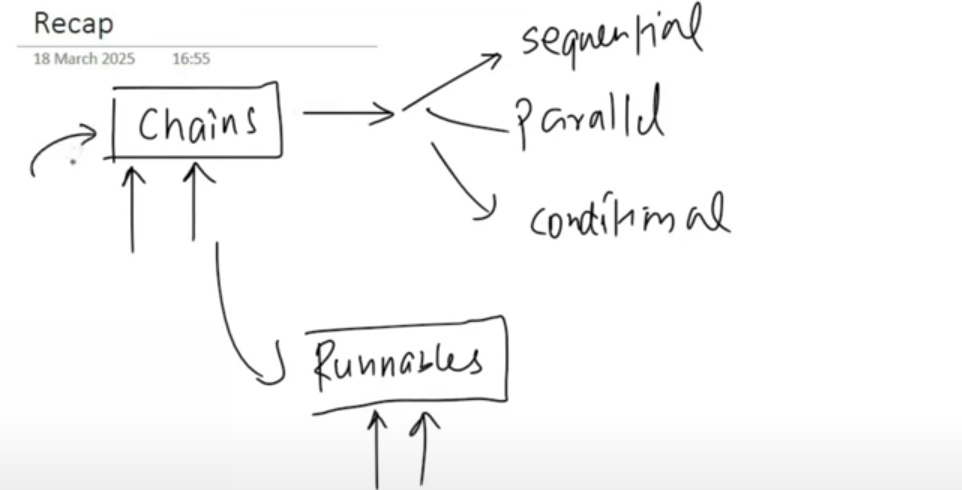 Recap
18 March 2025 16:55
sequential
Chains
parallel
conditional
Runnables